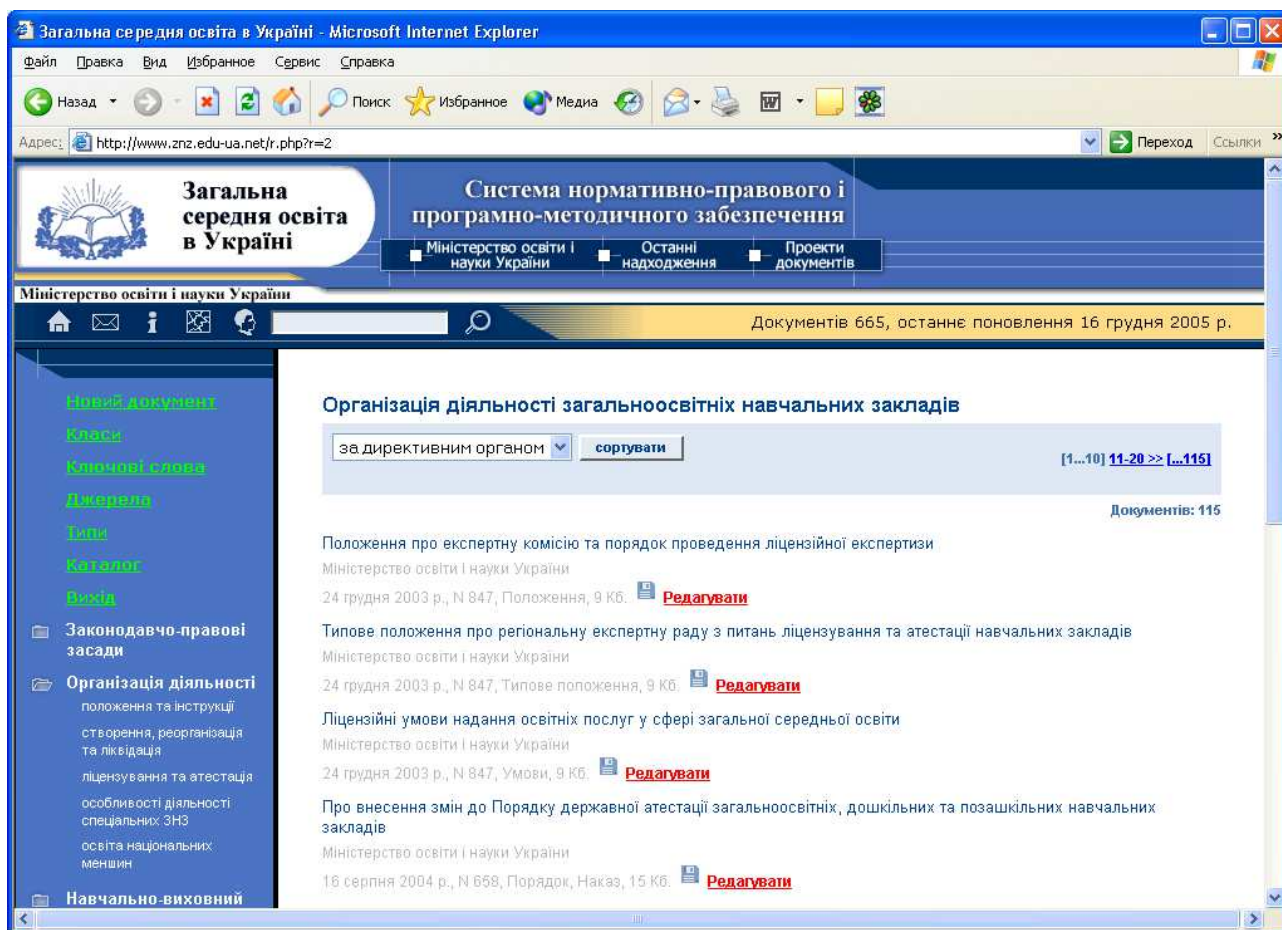 Загальна середня освіта в Україні - Microsoft Internet Explorer
Файл Правка Вид Избранное Сервис Справка
Назад Поиск Избранное Медиа
Адрес: http://www.znz.edu-ua.net/r.php?r=2 Переход Ссылки »
Загальна
середня освіта
в Україні
Система нормативно-правового і
програмно-методичного забезпечення
Міністерство освіти і
науки України
Останні
надходження
Проекти
документів
Міністерство освіти і науки України
Документів 665, останнє поновлення 16 грудня 2005 р.
Новий документ
Класи
Ключові слова
Джерела
Типи
Каталог
Вихід
Законодавчо-правові
засади
Організація діяльності
положення та інструкції
створення, реорганізація
та ліквідація
ліцензування та атестація
особливості діяльності
спеціальних ЗНЗ
освіта національних
меншин
Навчально-виховний
Організація діяльності загальноосвітніх навчальних закладів
за директивним органом сортувати
[1...10] 11-20 >> [...115]
Документів: 115
Положення про експертну комісію та порядок проведення ліцензійної експертизи
Міністерство освіти і науки України
24 грудня 2003 р., N 847, Положення, 9 Кб. Редагувати
Типове положення про регіональну експертну раду з питань ліцензування та атестації навчальних закладів
Міністерство освіти і науки України
24 грудня 2003 р., N 847, Типове положення, 9 Кб. Редагувати
Ліцензійні умови надання освітніх послуг у сфері загальної середньої освіти
Міністерство освіти і науки України
24 грудня 2003 р., N 847, Умови, 9 Кб. Редагувати
Про внесення змін до Порядку державної атестації загальноосвітніх, дошкільних та позашкільних навчальних
закладів
Міністерство освіти і науки України
16 серпня 2004 р., N 658, Порядок, Наказ, 15 Кб. Редагувати